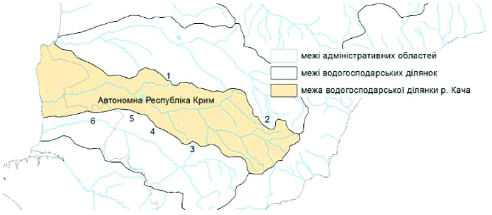 межі адміністративних областей
межі водогосподарських ділянок
межа водогосподарської ділянки р. Кача
1
Автономна Республіка Крим
2
6
5
4
3